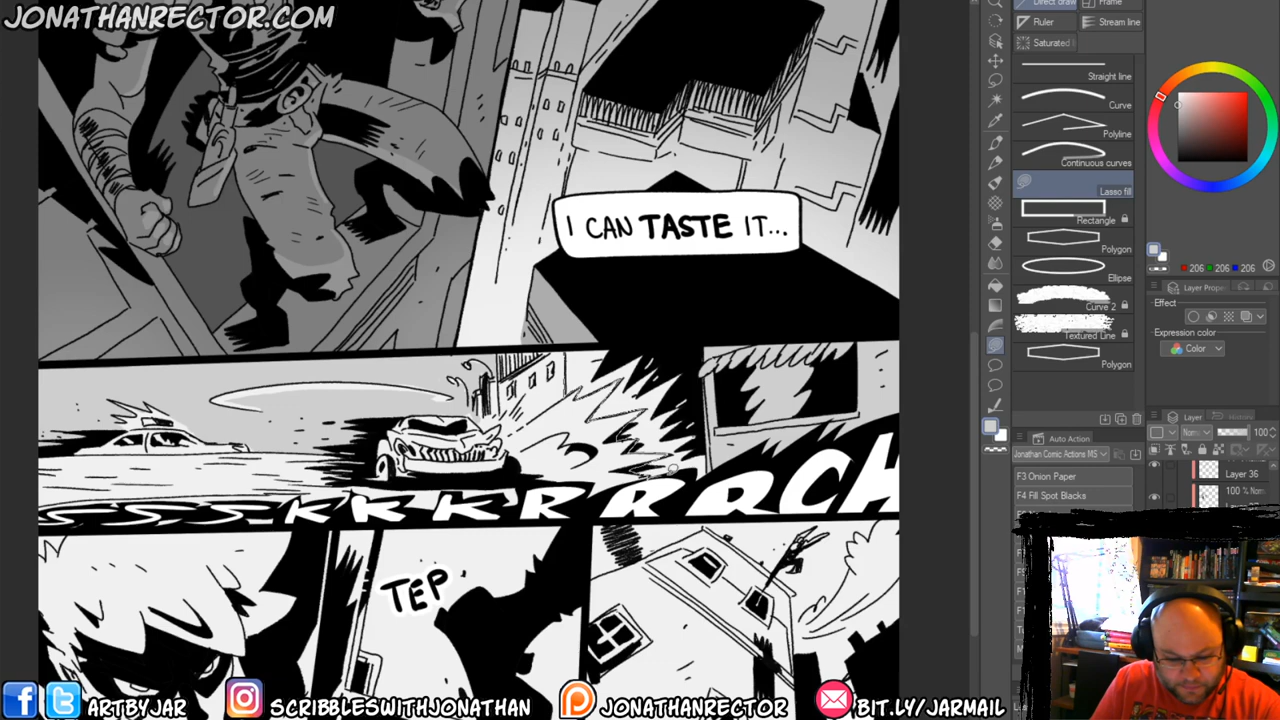 JONATHANRECTOR.COM
I CAN TASTE IT...
SSSKKKRRRRCH
TEP
Direct draw
Frame
Ruler
Stream line
Saturated
Straight line
Curve
Polyline
Continuous curves
Lasso fill
Rectangle
Polygon
Ellipse
Curve 2
Textured Line
Polygon
206 206 206
Layer Prope
Effect
Expression color
Color
Layer
100
Layer 36
100 %
Auto Action
Jonathan Comic Actions MS
F3 Onion Paper
F4 Fill Spot Blacks
ARTBYJAR
SCRIBBLESWITHJONATHAN
JONATHANRECTOR
BIT.LY/JARMAIL